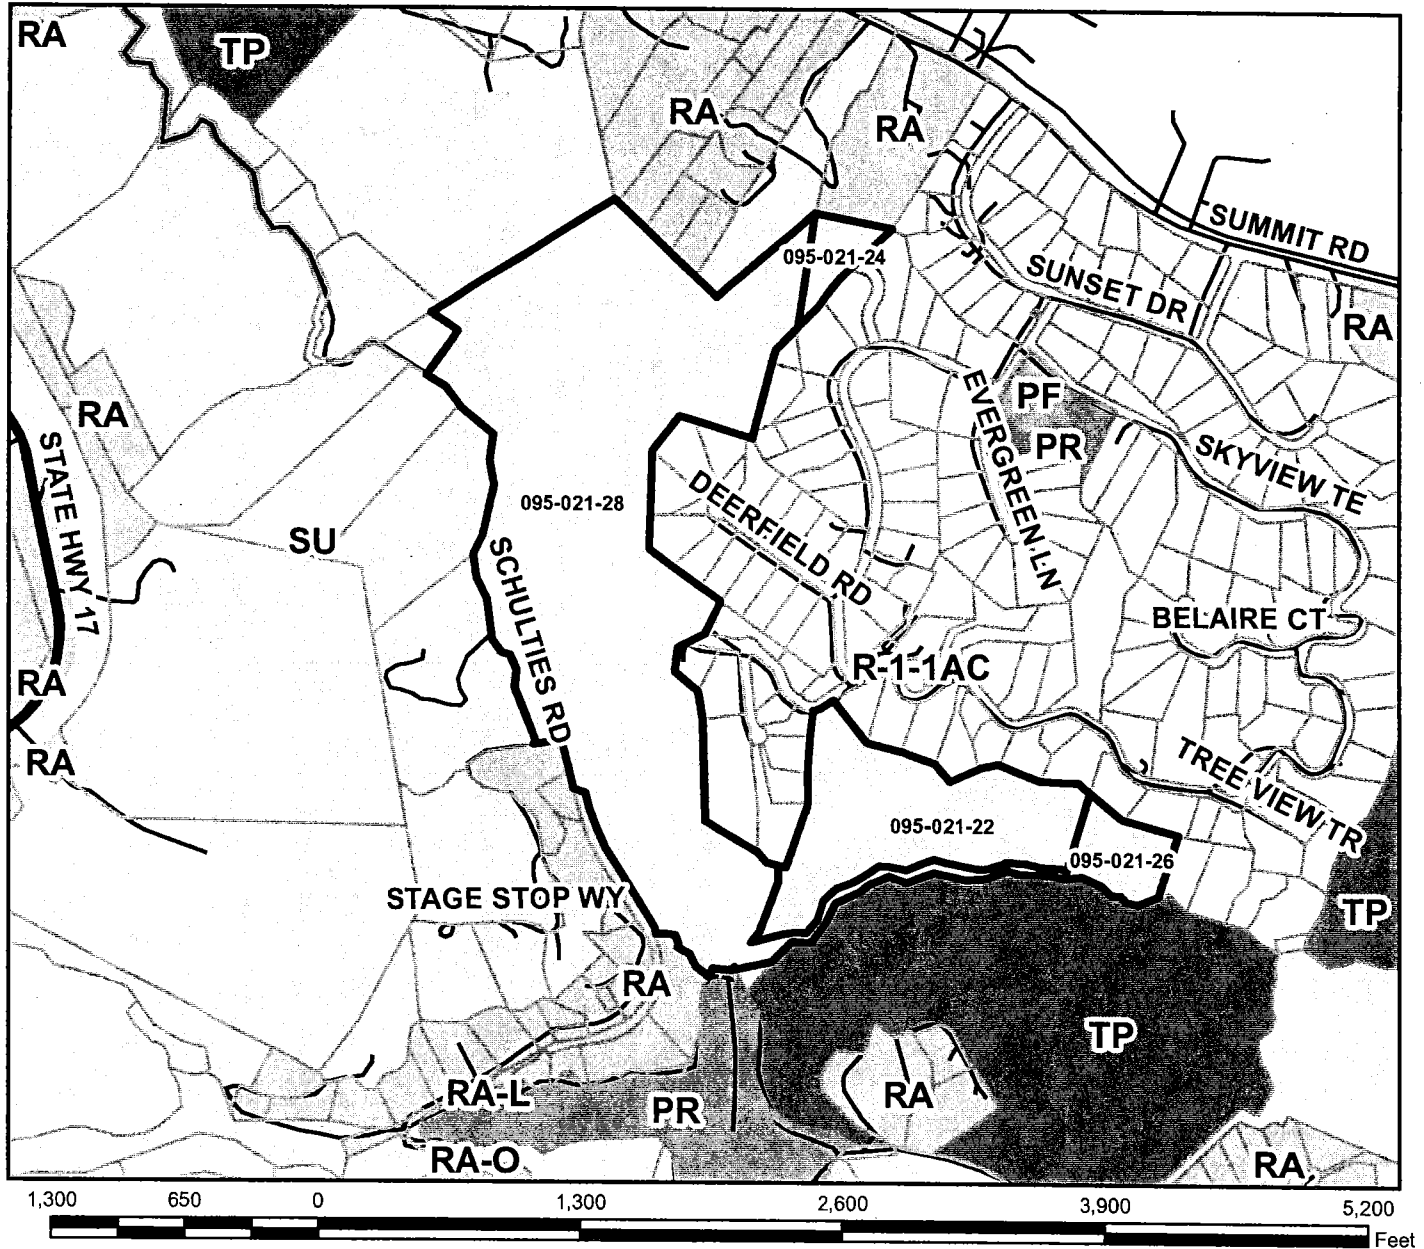 RA
TP
RA
RA
SUMMIT RD
095-021-24
SUNSET DR
RA
RA
EVERGREEN LN
PF
PR
STATE HWY 17
SKYVIEW TE
DEERFIELD RD
095-021-28
SU
SCHULTIES RD
BELAIRE CT
R-1-1AC
RA
RA
TREE VIEW TR
095-021-22
095-021-26
STAGE STOP WY
TP
RA
TP
RA-L
PR
RA
RA-O
RA
1,300 650 0 1,300 2,600 3,900 5,200
Feet